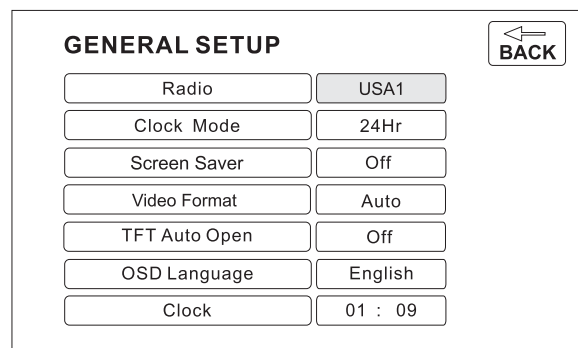 GENERAL SETUP
BACK
Radio USA1
Clock Mode 24Hr
Screen Saver Off
Video Format Auto
TFT Auto Open Off
OSD Language English
Clock 01 : 09